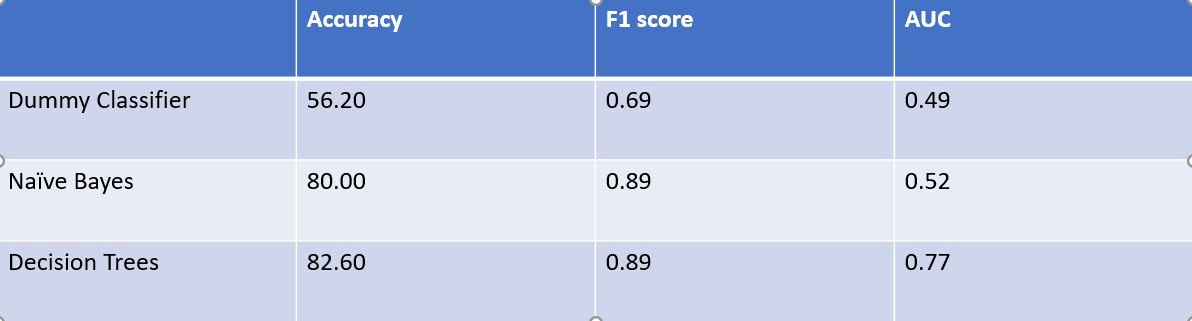 Accuracy F1 score AUC
Dummy Classifier 56.20 0.69 0.49
Naïve Bayes 80.00 0.89 0.52
Decision Trees 82.60 0.89 0.77